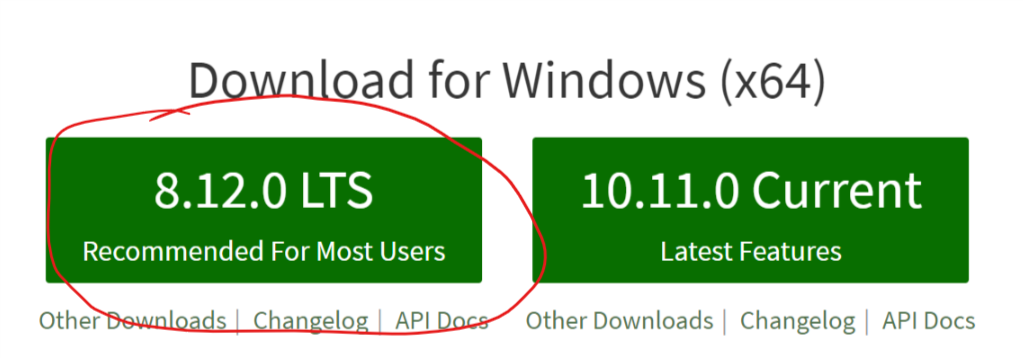 Download for Windows (x64)
8.12.0 LTS
Recommended For Most Users
Other Downloads | Changelog | API Docs
10.11.0 Current
Latest Features
Other Downloads | Changelog | API Docs